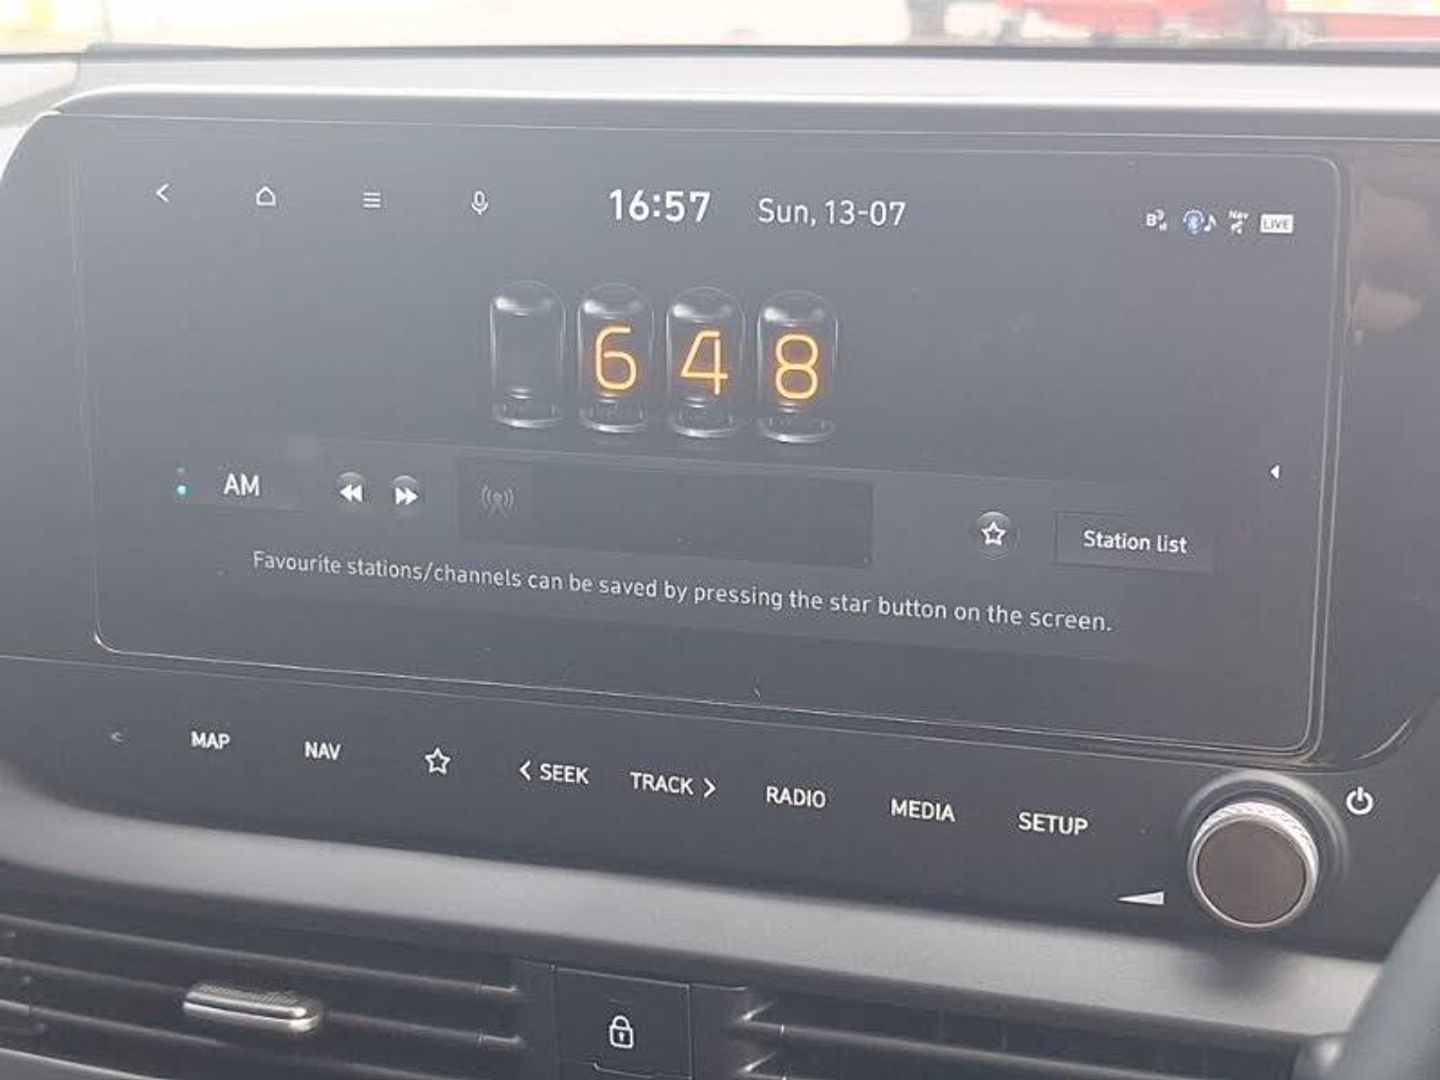 16:57 Sun, 13-07 Nav LIVE
648
AM Station list
Favourite stations/channels can be saved by pressing the star button on the screen.
MAP NAV < SEEK TRACK > RADIO MEDIA SETUP